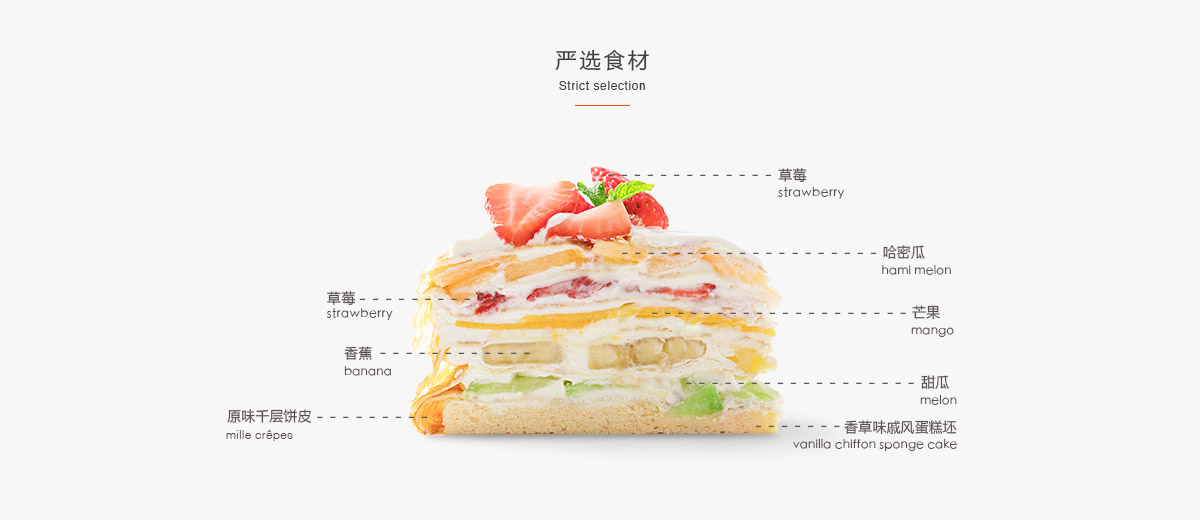 严选食材
Strict selection
草莓
strawberry
哈密瓜
hami melon
草莓
strawberry
芒果
mango
香蕉
banana
甜瓜
melon
原味千层饼皮
mille crêpes
香草味戚风蛋糕坯
vanilla chiffon sponge cake